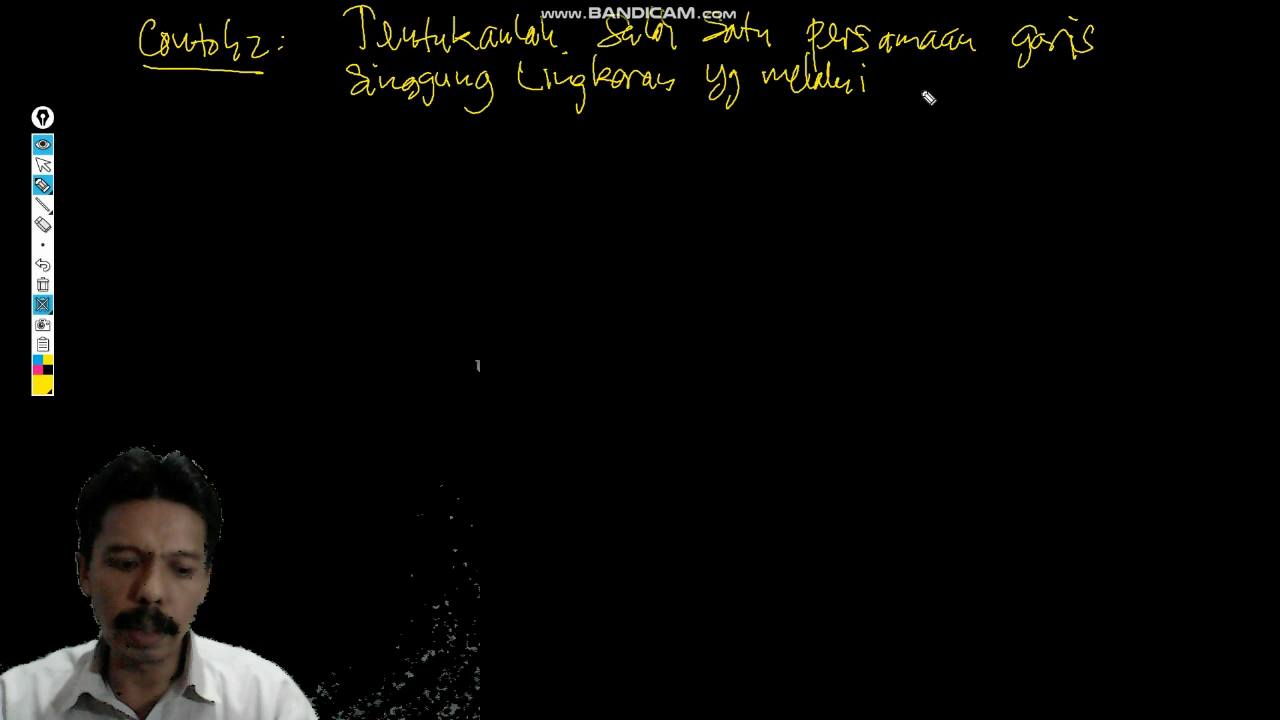 www.BANDICAM.com
Contoh 2: Tentukanlah salah satu persamaan garis
singgung lingkaran yg melalui